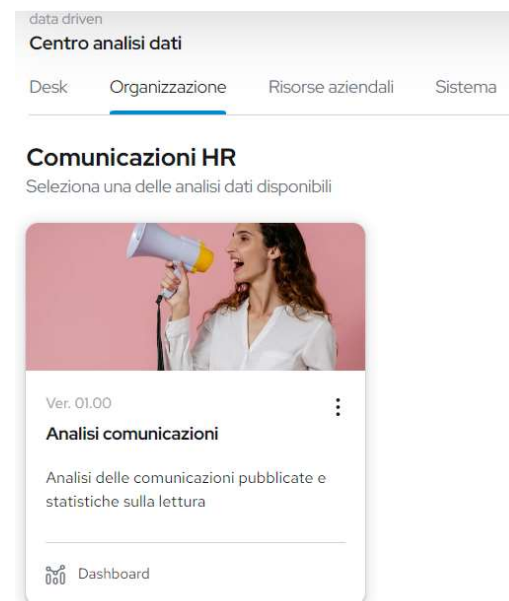 data driven
Centro analisi dati
Desk Organizzazione Risorse aziendali Sistema
Comunicazioni HR
Seleziona una delle analisi dati disponibili
Ver. 01.00
Analisi comunicazioni
Analisi delle comunicazioni pubblicate e
statistiche sulla lettura
Dashboard